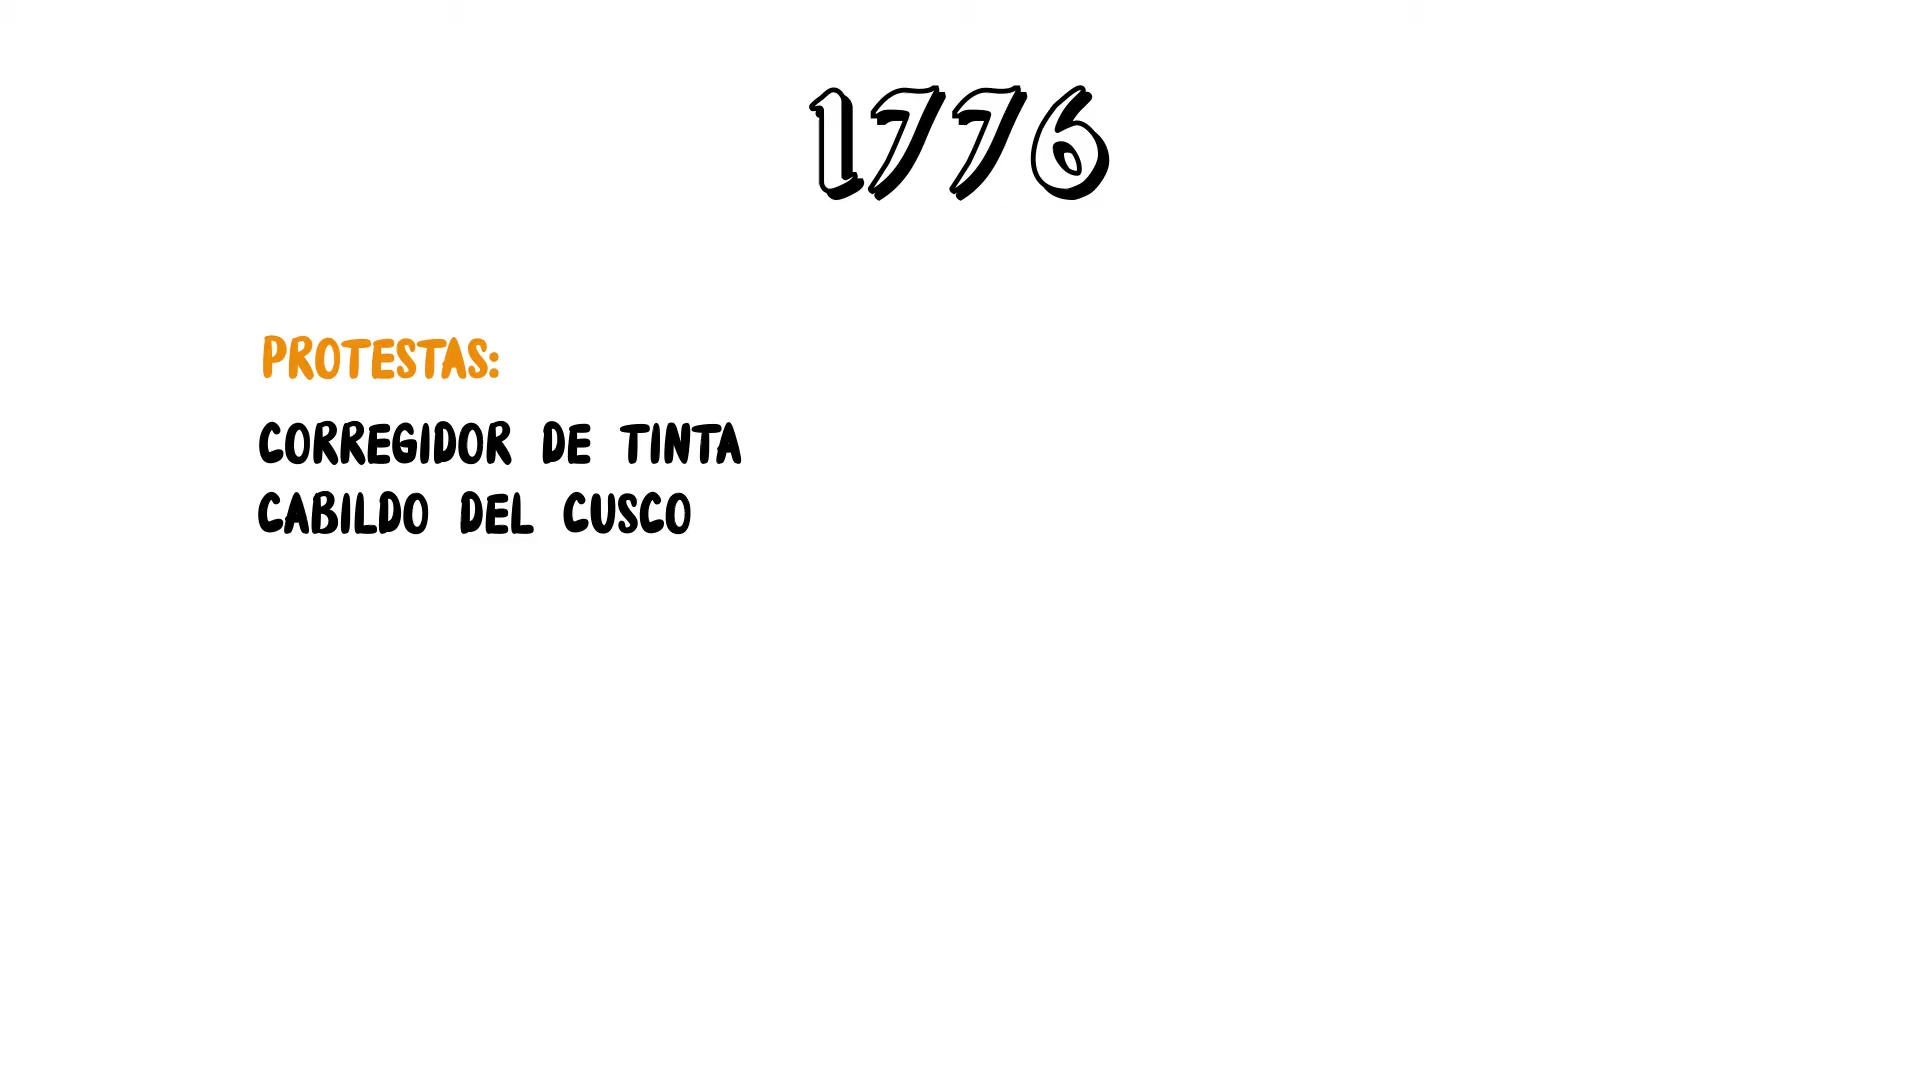 1776
PROTESTAS:
CORREGIDOR DE TINTA
CABILDO DEL CUSCO